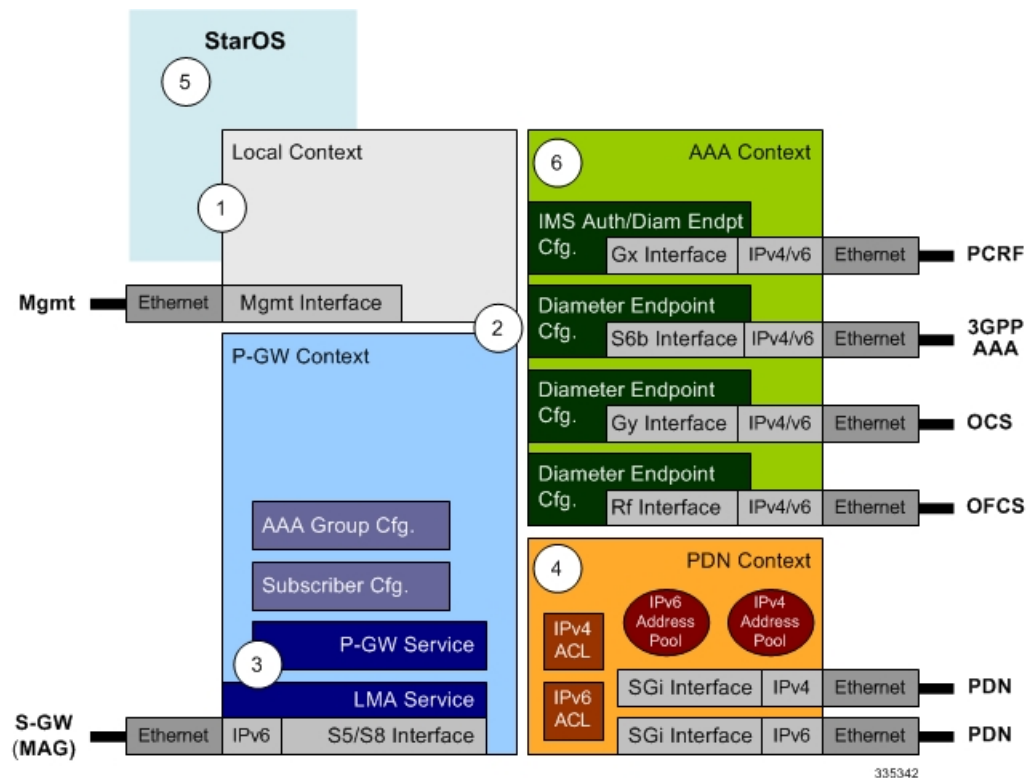 StarOS
5
Local Context
1
Mgmt
Ethernet
Mgmt Interface
2
P-GW Context
AAA Group Cfg.
Subscriber Cfg.
P-GW Service
3
LMA Service
S-GW
(MAG)
Ethernet
IPv6
S5/S8 Interface
6
AAA Context
IMS Auth/Diam Endpt
Cfg.
Gx Interface
IPv4/v6
Ethernet
PCRF
Diameter Endpoint
Cfg.
S6b Interface
IPv4/v6
Ethernet
3GPP
AAA
Diameter Endpoint
Cfg.
Gy Interface
IPv4/v6
Ethernet
OCS
Diameter Endpoint
Cfg.
Rf Interface
IPv4/v6
Ethernet
OFCS
4
PDN Context
IPv6
Address
Pool
IPv4
Address
Pool
IPv4
ACL
IPv6
ACL
SGi Interface
IPv4
Ethernet
PDN
SGi Interface
IPv6
Ethernet
PDN
335342